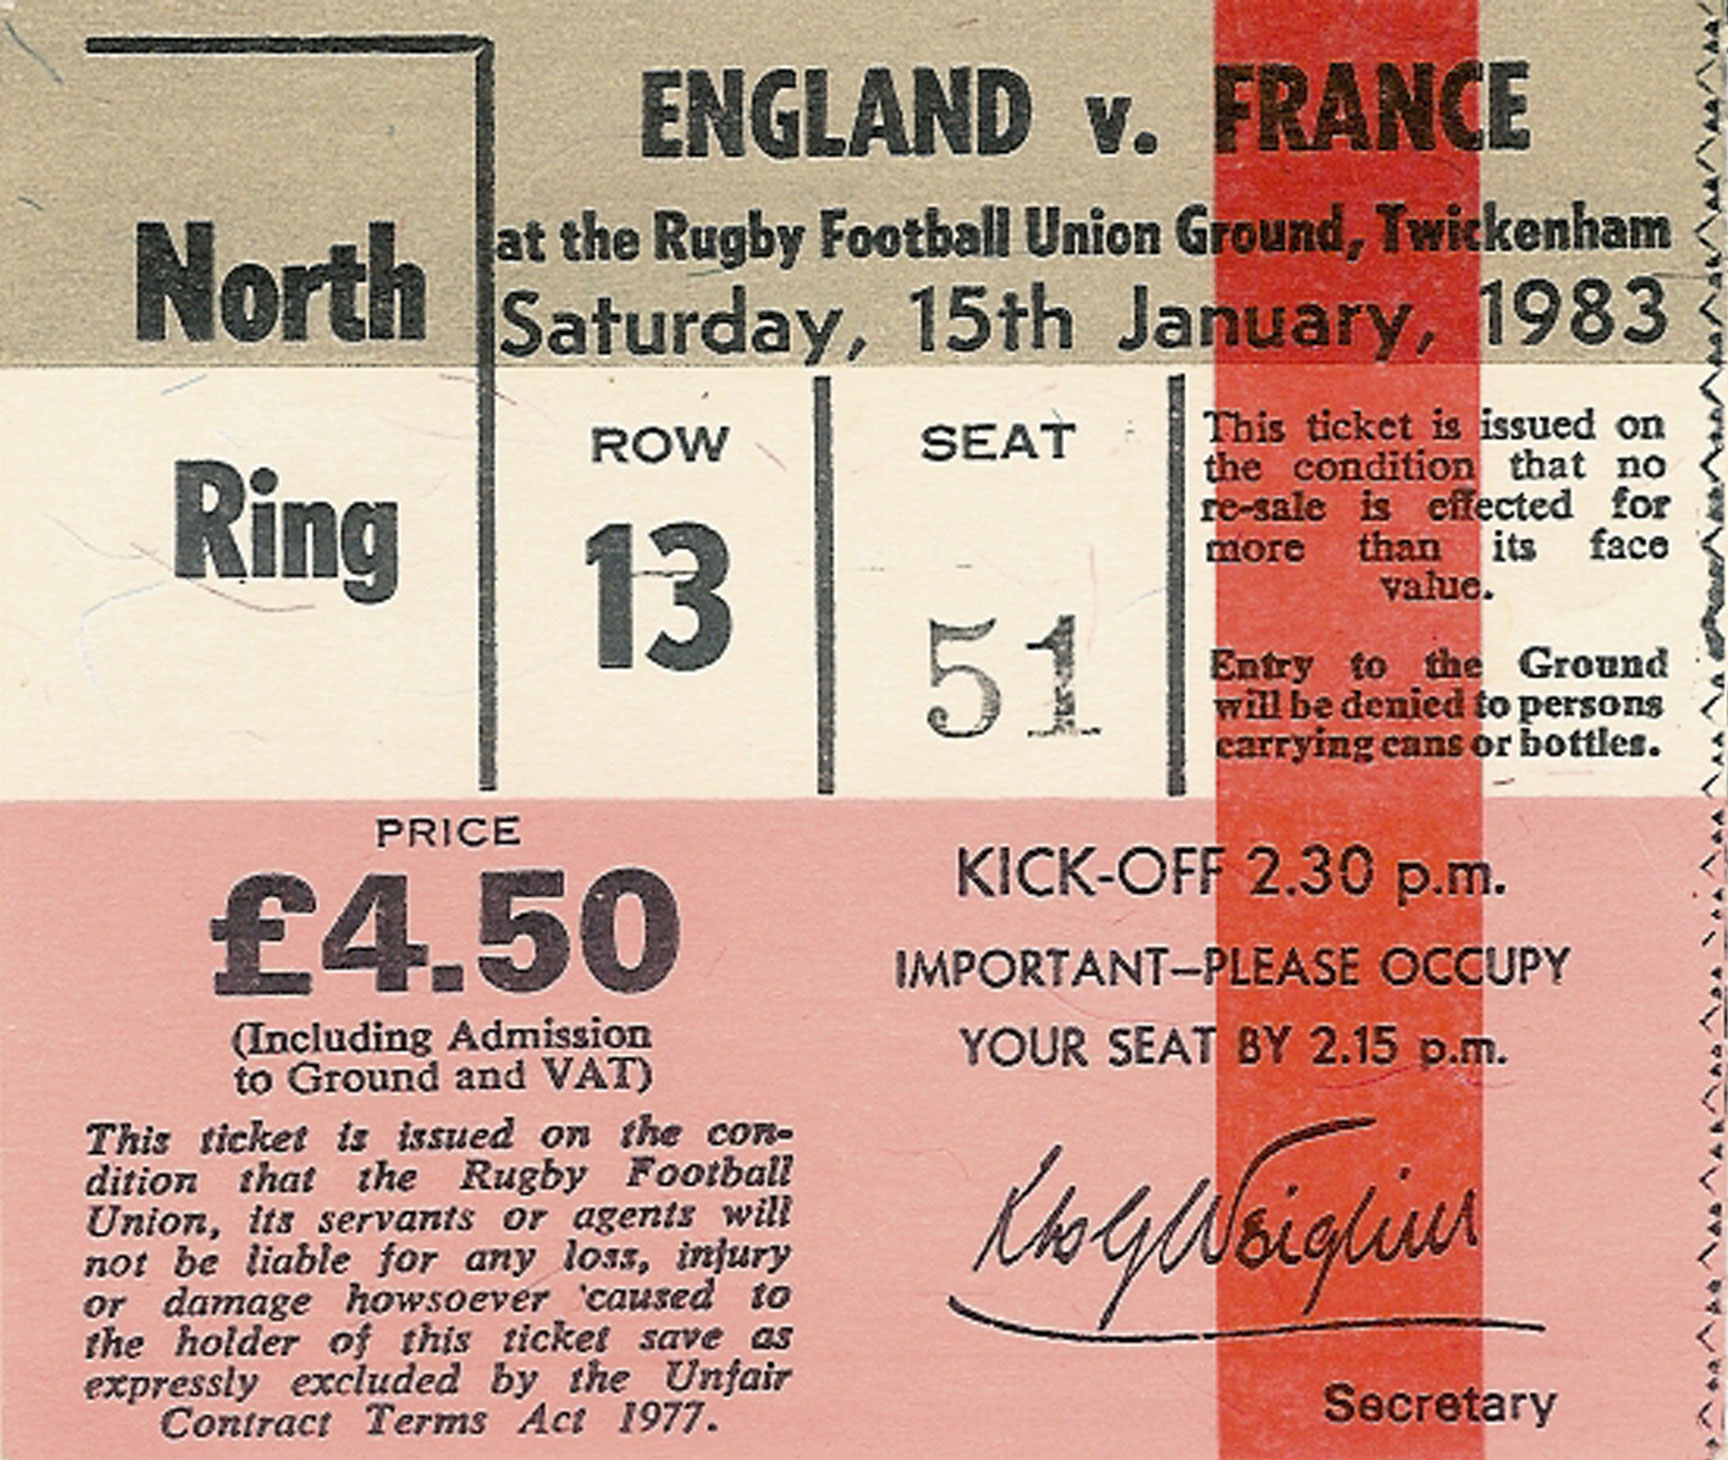 ENGLAND v. FRANCE
at the Rugby Football Union Ground, Twickenham
Saturday, 15th January, 1983
North
Ring
ROW
13
SEAT
51
This ticket is issued on
the condition that no
re-sale is effected for
more than its face
value.
Entry to the Ground
will be denied to persons
carrying cans or bottles.
PRICE
£4.50
(Including Admission
to Ground and VAT)
This ticket is issued on the con-
dition that the Rugby Football
Union, its servants or agents will
not be liable for any loss, injury
or damage howsoever 'caused to
the holder of this ticket save as
expressly excluded by the Unfair
Contract Terms Act 1977.
KICK-OFF 2.30 p.m.
IMPORTANT—PLEASE OCCUPY
YOUR SEAT BY 2.15 p.m.
Secretary